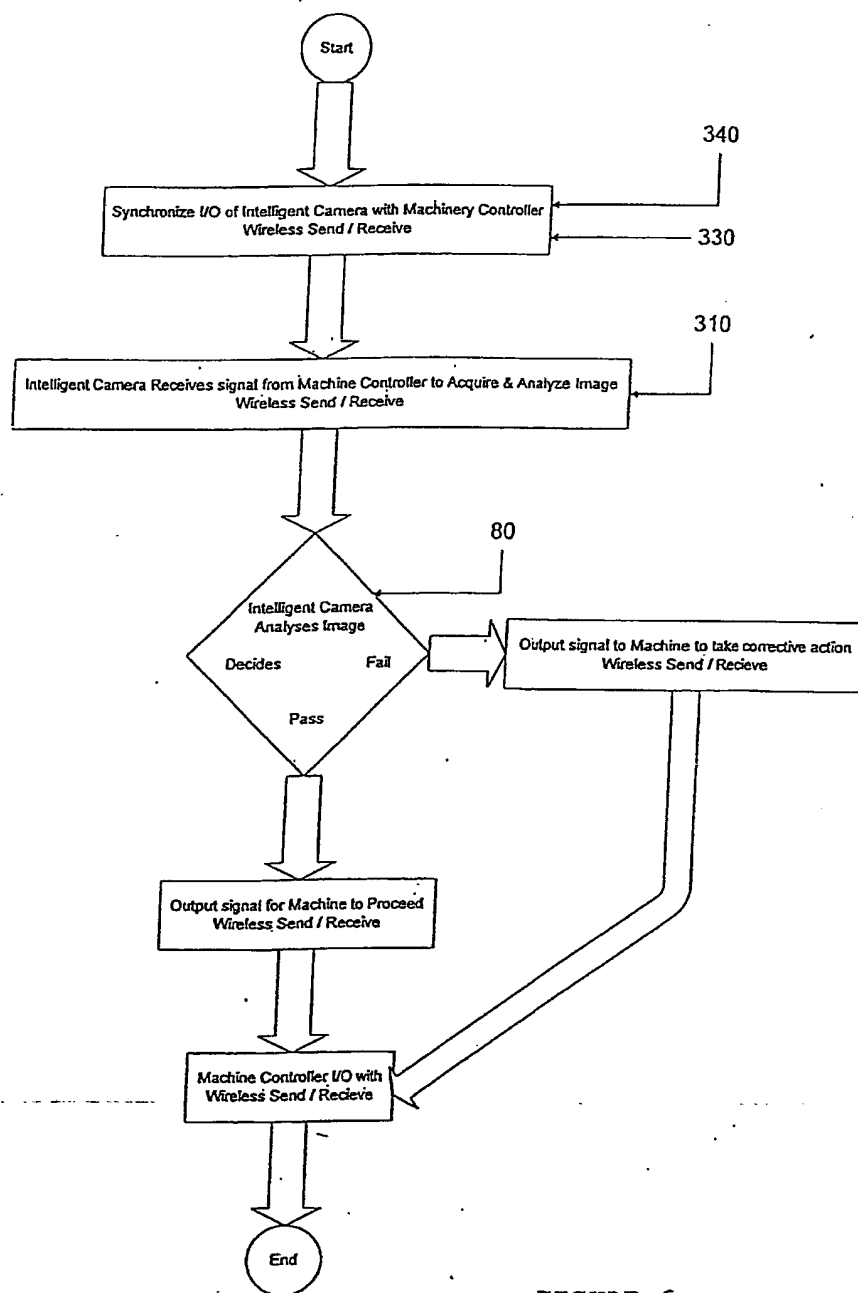 Start
340
Synchronize I/O of Intelligent Camera with Machinery Controller
Wireless Send / Receive
330
310
Intelligent Camera Receives signal from Machine Controller to Acquire & Analyze Image
Wireless Send / Receive
80
Intelligent Camera
Analyses Image
Decides Fail
Pass
Output signal to Machine to take corrective action
Wireless Send / Recieve
Output signal for Machine to Proceed
Wireless Send / Receive
Machine Controller I/O with
Wireless Send / Recieve
End
FIGURE 6